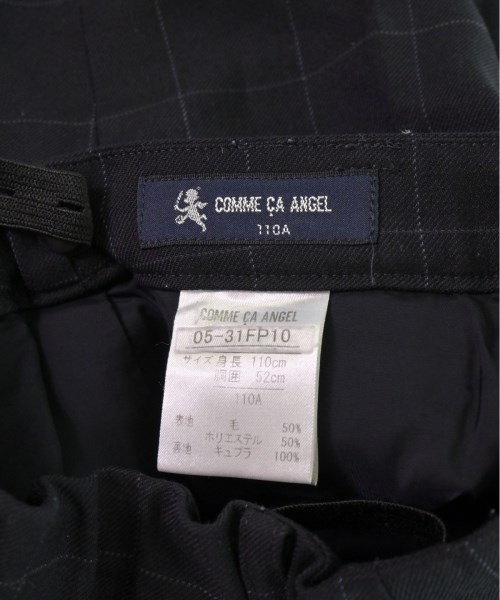 COMME ÇA ANGEL
110A
COMME ÇA ANGEL
05-31FP10
サイズ 身長 110cm
胴囲 52cm
110A
表地 毛 50%
ポリエステル 50%
裏地 キュプラ 100%